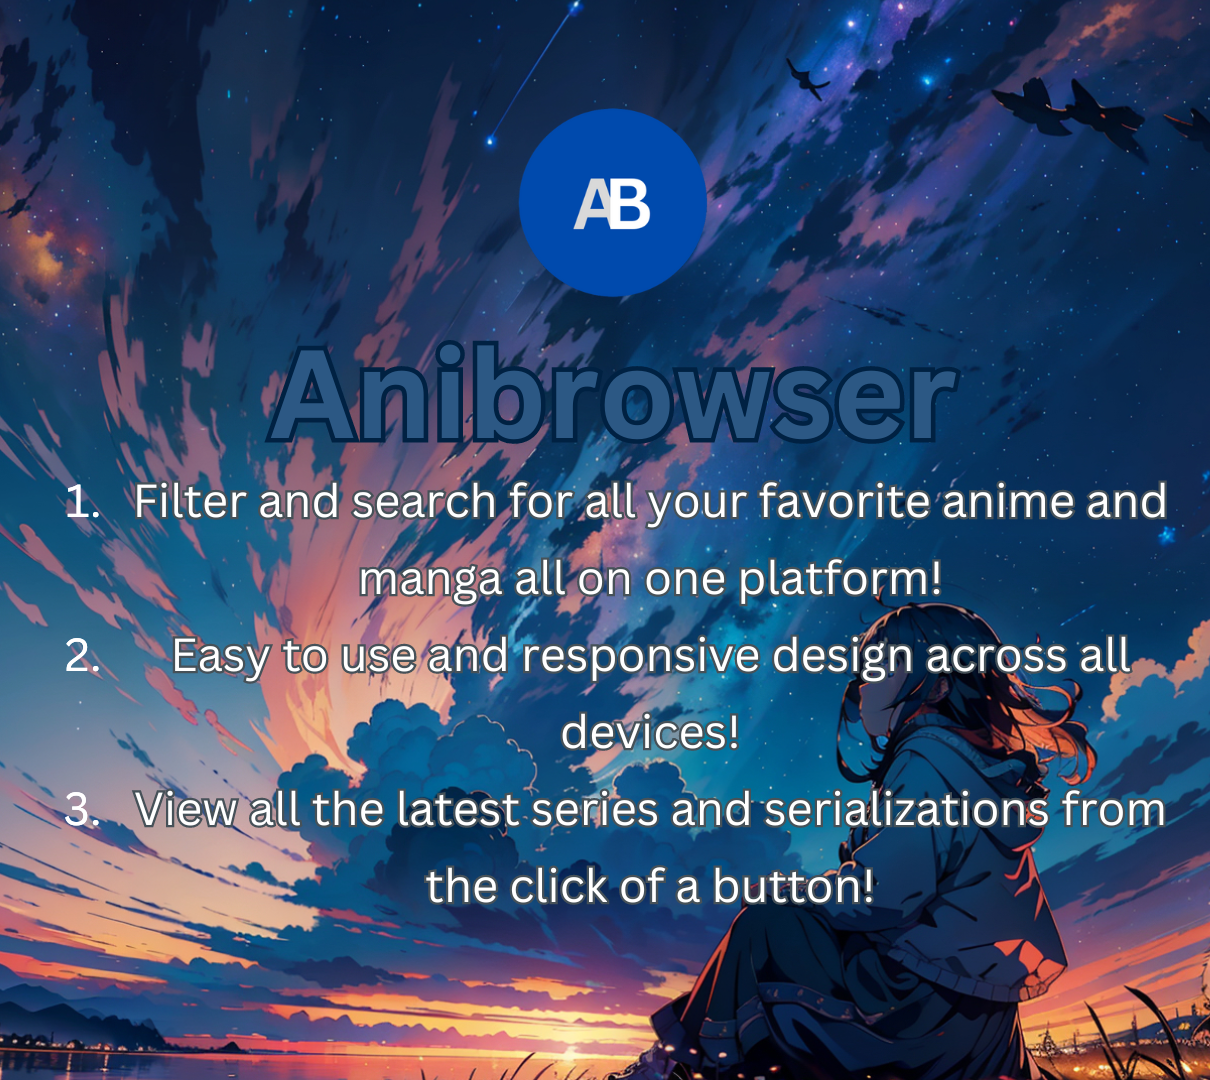 AB
Anibrowser
1. Filter and search for all your favorite anime and
manga all on one platform!
2. Easy to use and responsive design across all
devices!
3. View all the latest series and serializations from
the click of a button!